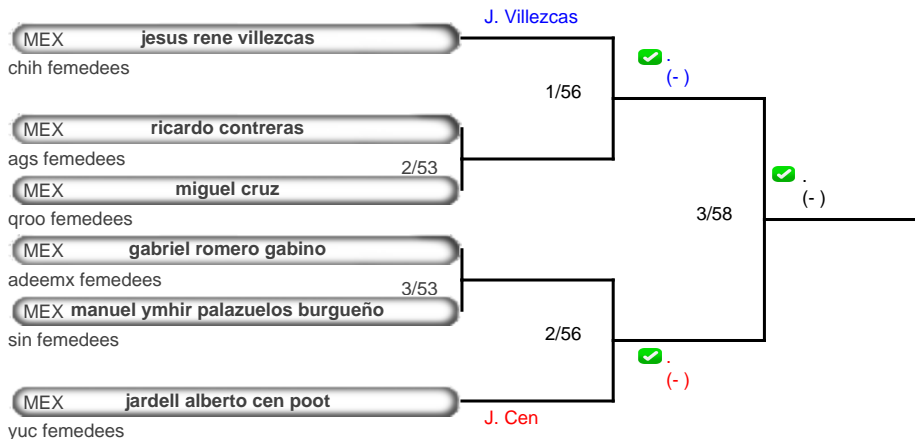 J. Villezcas
MEX jesus rene villezcas
chih femedees
.
(- )
1/56
MEX ricardo contreras
ags femedees
2/53
MEX miguel cruz
qroo femedees
.
(- )
3/58
MEX gabriel romero gabino
adeemx femedees
3/53
MEX manuel ymhir palazuelos burgueño
sin femedees
2/56
.
(- )
MEX jardell alberto cen poot
J. Cen
yuc femedees